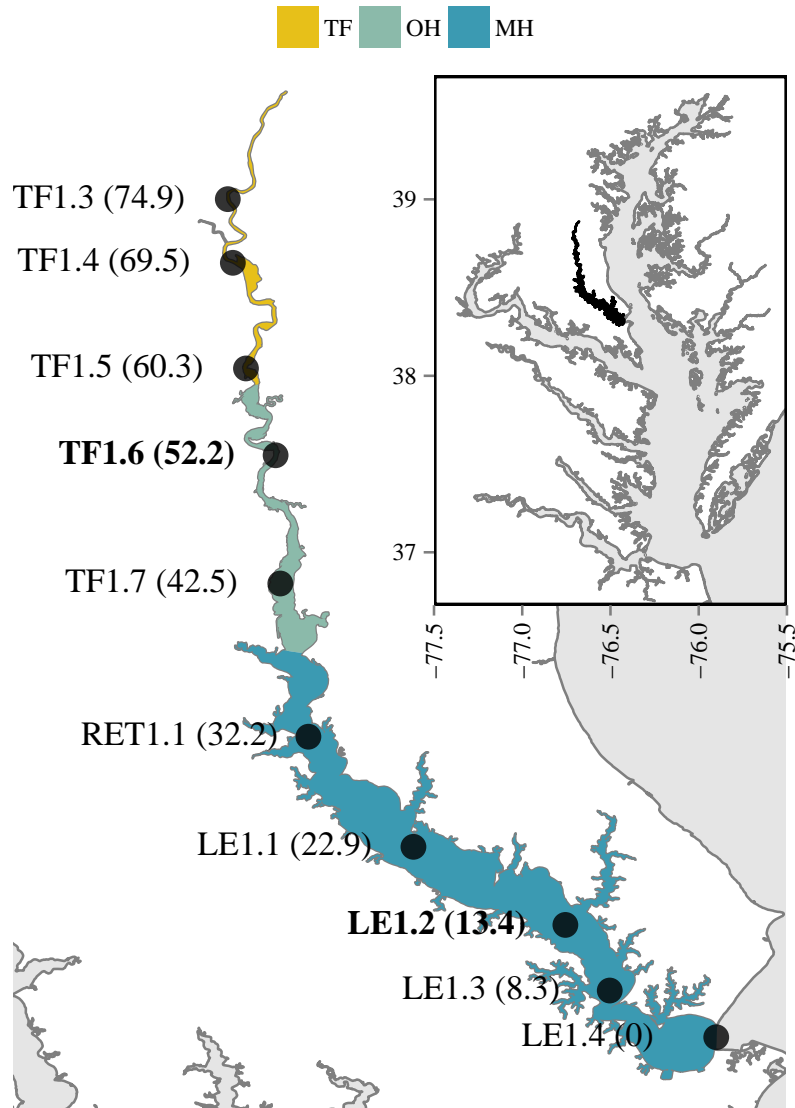 TF OH MH
TF1.3 (74.9)
TF1.4 (69.5)
TF1.5 (60.3)
TF1.6 (52.2)
TF1.7 (42.5)
RET1.1 (32.2)
LE1.1 (22.9)
LE1.2 (13.4)
LE1.3 (8.3)
LE1.4 (0)
39
38
37
−77.5
−77.0
−76.5
−76.0
−75.5